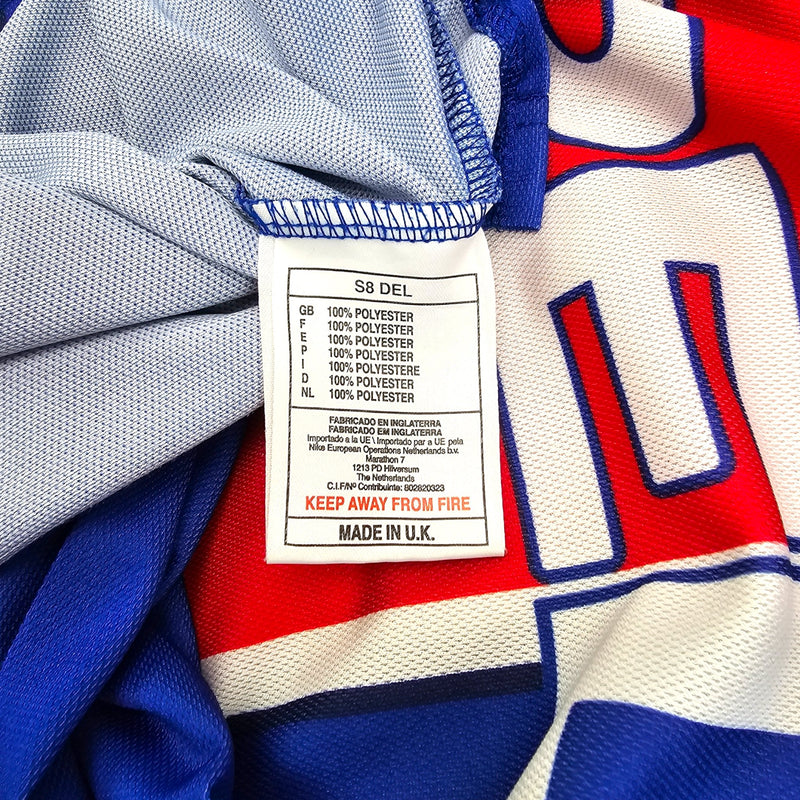 S8 DEL
GB 100% POLYESTER
F 100% POLYESTER
E 100% POLYESTER
P 100% POLYESTER
I 100% POLYESTERE
D 100% POLYESTER
NL 100% POLYESTER
FABRICADO EN INGLATERRA
FABRICADO EM INGLATERRA
Importado a la UE \ Importado par a UE pela
Nike European Operations Netherlands b.v
Marathon 7
1213 PD Hilversum
The Netherlands
C.I.F/Nº Contribuinte: 802820323
KEEP AWAY FROM FIRE
MADE IN U.K.